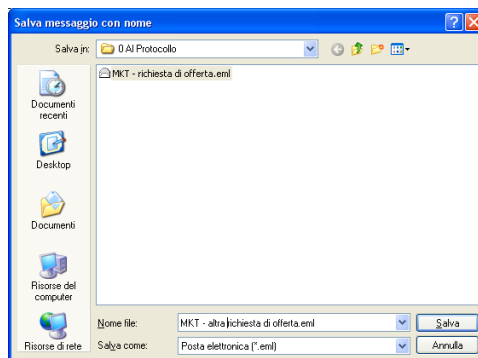 Salva messaggio con nome
Salva in:
0 Al Protocollo
MKT - richiesta di offerta.eml
Documenti
recenti
Desktop
Documenti
Risorse del
computer
Risorse di rete
Nome file:
MKT - altra richiesta di offerta.eml
Salva
Salva come:
Posta elettronica (*.eml)
Annulla